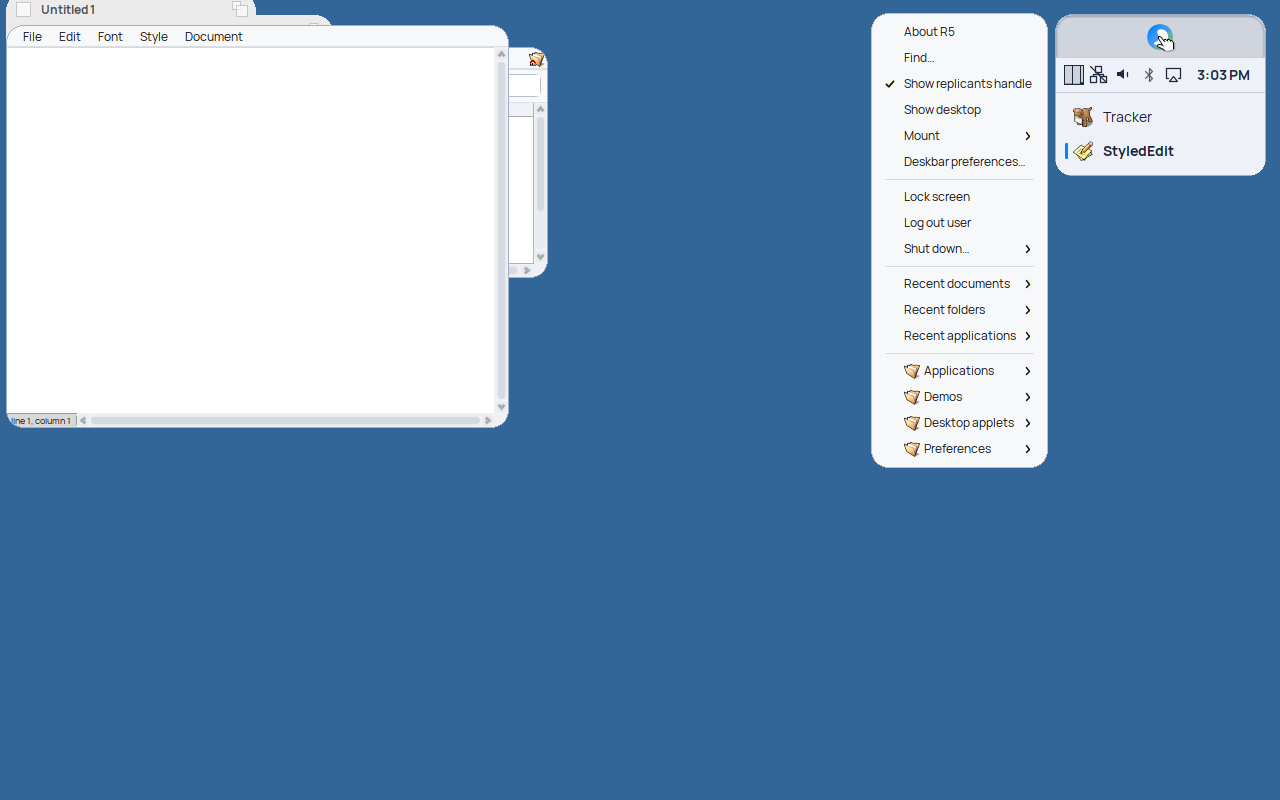 Untitled 1
File Edit Font Style Document
line 1, column 1
About R5
Find...
Show replicants handle
Show desktop
Mount
Deskbar preferences...
Lock screen
Log out user
Shut down...
Recent documents
Recent folders
Recent applications
Applications
Demos
Desktop applets
Preferences
3:03 PM
Tracker
StyledEdit